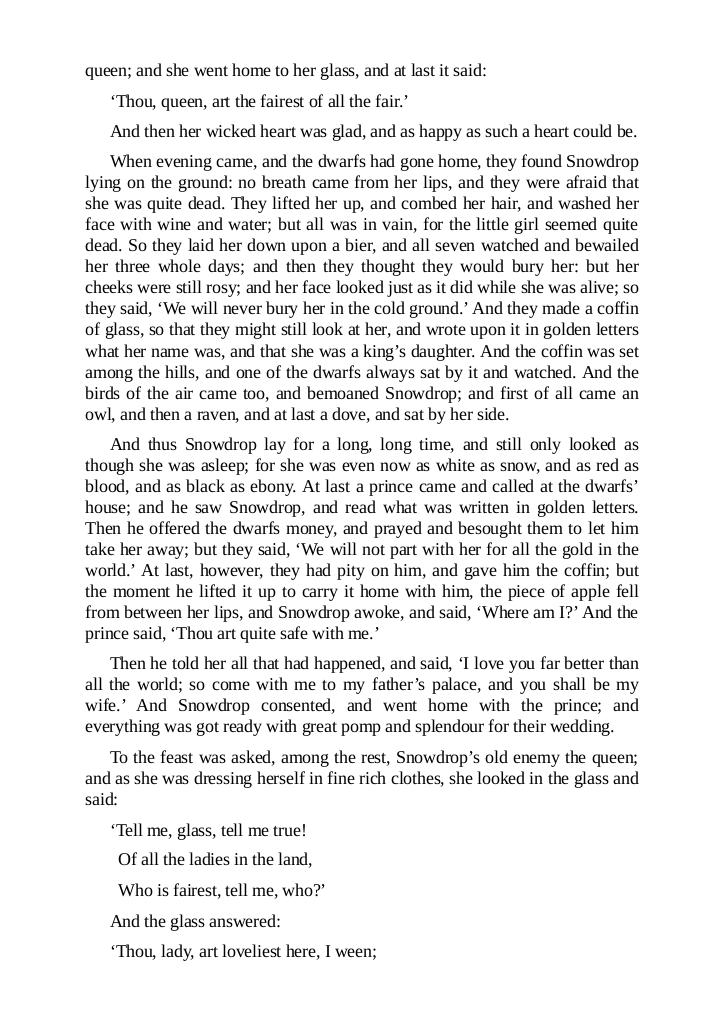 queen; and she went home to her glass, and at last it said:
‘Thou, queen, art the fairest of all the fair.’
And then her wicked heart was glad, and as happy as such a heart could be.
When evening came, and the dwarfs had gone home, they found Snowdrop
lying on the ground: no breath came from her lips, and they were afraid that
she was quite dead. They lifted her up, and combed her hair, and washed her
face with wine and water; but all was in vain, for the little girl seemed quite
dead. So they laid her down upon a bier, and all seven watched and bewailed
her three whole days; and then they thought they would bury her: but her
cheeks were still rosy; and her face looked just as it did while she was alive; so
they said, ‘We will never bury her in the cold ground.’ And they made a coffin
of glass, so that they might still look at her, and wrote upon it in golden letters
what her name was, and that she was a king’s daughter. And the coffin was set
among the hills, and one of the dwarfs always sat by it and watched. And the
birds of the air came too, and bemoaned Snowdrop; and first of all came an
owl, and then a raven, and at last a dove, and sat by her side.
And thus Snowdrop lay for a long, long time, and still only looked as
though she was asleep; for she was even now as white as snow, and as red as
blood, and as black as ebony. At last a prince came and called at the dwarfs’
house; and he saw Snowdrop, and read what was written in golden letters.
Then he offered the dwarfs money, and prayed and besought them to let him
take her away; but they said, ‘We will not part with her for all the gold in the
world.’ At last, however, they had pity on him, and gave him the coffin; but
the moment he lifted it up to carry it home with him, the piece of apple fell
from between her lips, and Snowdrop awoke, and said, ‘Where am I?’ And the
prince said, ‘Thou art quite safe with me.’
Then he told her all that had happened, and said, ‘I love you far better than
all the world; so come with me to my father’s palace, and you shall be my
wife.’ And Snowdrop consented, and went home with the prince; and
everything was got ready with great pomp and splendour for their wedding.
To the feast was asked, among the rest, Snowdrop’s old enemy the queen;
and as she was dressing herself in fine rich clothes, she looked in the glass and
said:
‘Tell me, glass, tell me true!
Of all the ladies in the land,
Who is fairest, tell me, who?’
And the glass answered:
‘Thou, lady, art loveliest here, I ween;